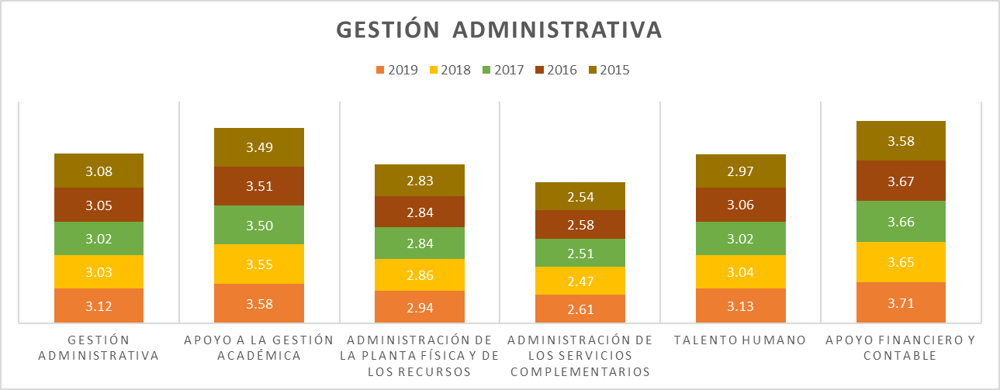 GESTIÓN ADMINISTRATIVA
2019 2018 2017 2016 2015
3.08 3.49 2.83 2.54 2.97 3.58
3.05 3.51 2.84 2.58 3.06 3.67
3.02 3.50 2.84 2.51 3.02 3.66
3.03 3.55 2.86 2.47 3.04 3.65
3.12 3.58 2.94 2.61 3.13 3.71
GESTIÓN
ADMINISTRATIVA
APOYO A LA GESTIÓN
ACADÉMICA
ADMINISTRACIÓN DE
LA PLANTA FÍSICA Y DE
LOS RECURSOS
ADMINISTRACIÓN DE
LOS SERVICIOS
COMPLEMENTARIOS
TALENTO HUMANO
APOYO FINANCIERO Y
CONTABLE